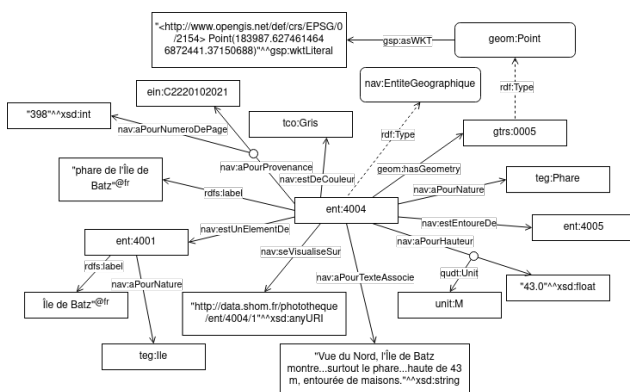 "<http://www.opengis.net/def/crs/EPSG/0
/2154> Point(183987.627461464
6872441.37150688)"^^gsp:wktLiteral
gsp:asWKT
geom:Point
ein:C2220102021
nav:EntiteGeographique
rdf:Type
"398"^^xsd:int
nav:aPourNumeroDePage
tco:Gris
rdf:Type
gtrs:0005
nav:aPourProvenance
nav:estDeCouleur
geom:hasGeometry
"phare de l'Île de
Batz"@fr
rdfs:label
nav:aPourNature
teg:Phare
ent:4004
nav:estUnElementDe
nav:estEntoureDe
ent:4005
ent:4001
nav:aPourHauteur
nav:seVisualiseSur
rdfs:label
nav:aPourNature
nav:aPourTexteAssocie
qudt:Unit
Île de Batz"@fr
"http://data.shom.fr/phototheque
/ent/4004/1"^^xsd:anyURI
unit:M
"43.0"^^xsd:float
teg:Ile
"Vue du Nord, l'Île de Batz
montre...surtout le phare...haute de 43
m, entourée de maisons."^^xsd:string